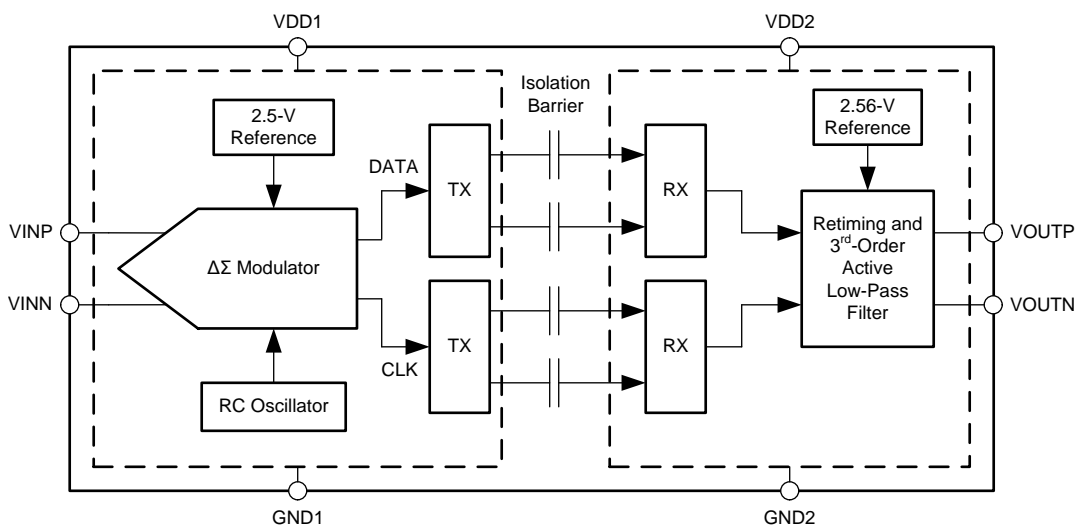 VDD1
VDD2
Isolation
Barrier
2.5-V
Reference
2.56-V
Reference
DATA
TX
RX
VINP
VINN
ΔΣ Modulator
Retiming and
3rd-Order
Active
Low-Pass
Filter
VOUTP
VOUTN
CLK
TX
RX
RC Oscillator
GND1
GND2